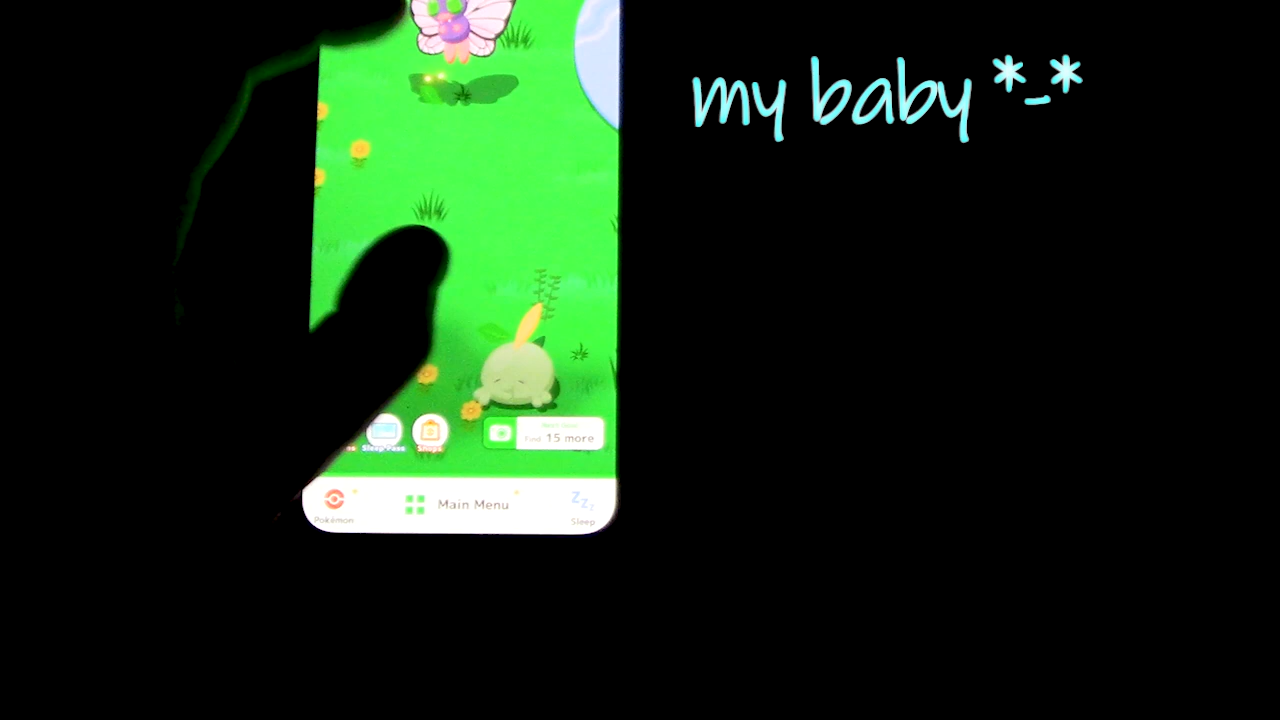 my baby *-*
15 more
Sleep Pass
Shops
Main Menu
Pokémon
Sleep